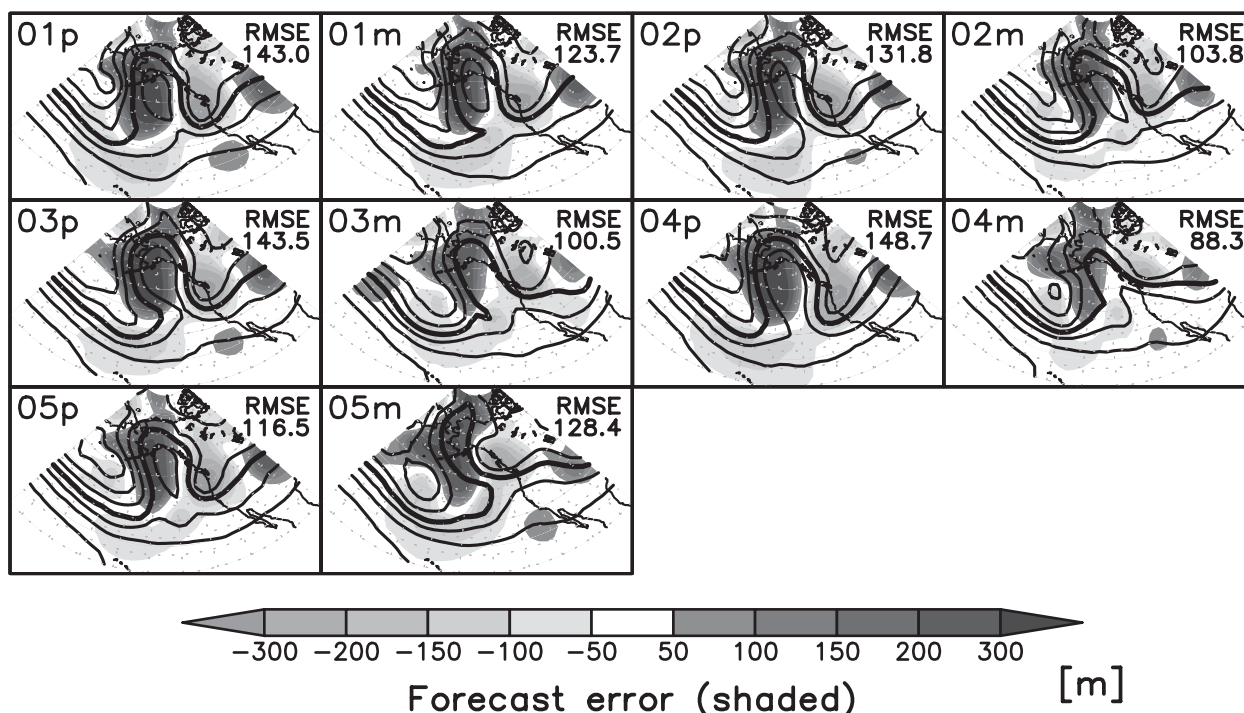 01p RMSE 143.0
01m RMSE 123.7
02p RMSE 131.8
02m RMSE 103.8
03p RMSE 143.5
03m RMSE 100.5
04p RMSE 148.7
04m RMSE 88.3
05p RMSE 116.5
05m RMSE 128.4
−300 −200 −150 −100 −50 50 100 150 200 300
[m]
Forecast error (shaded)